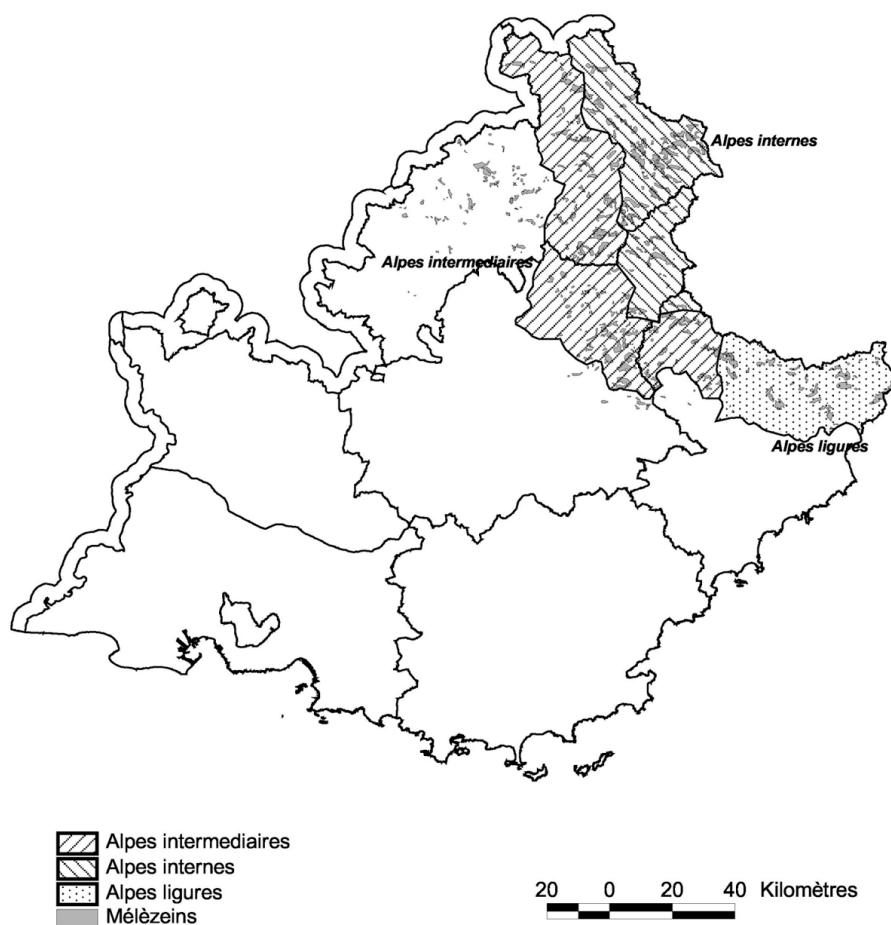 Alpes internes
Alpes intermediaires
Alpes ligures
Alpes intermediaires
Alpes internes
Alpes ligures
Mélèzeins
20 0 20 40 Kilomètres